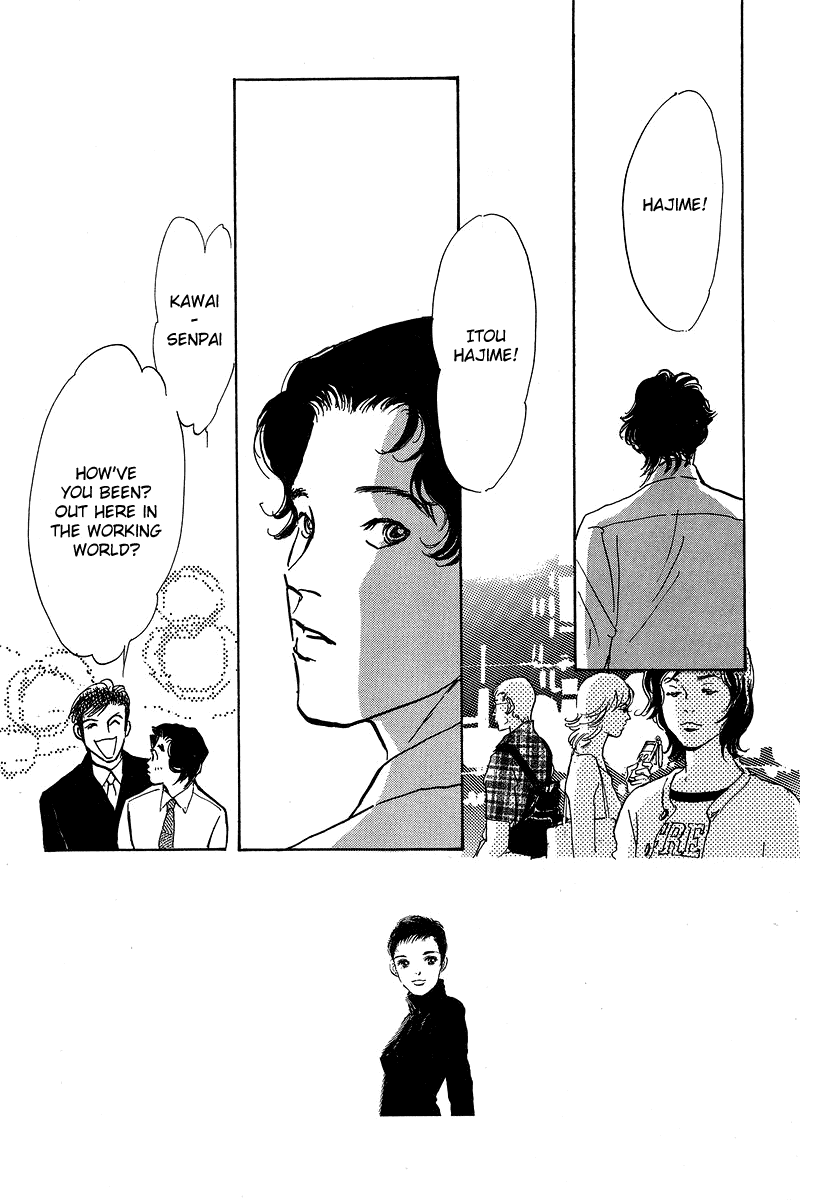 HAJIME!
ITOU
HAJIME!
KAWAI
-
SENPAI
HOW'VE
YOU BEEN?
OUT HERE IN
THE WORKING
WORLD?